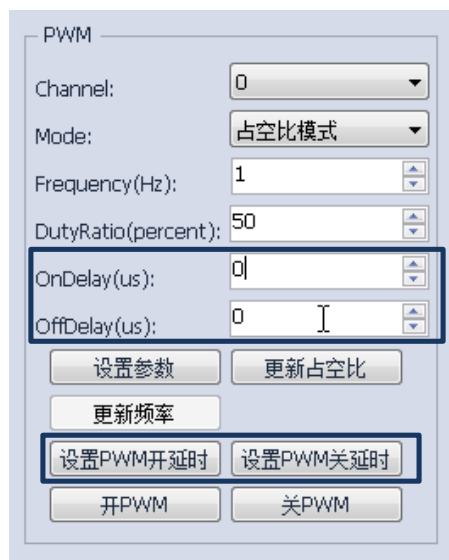 PWM
Channel: 0
Mode: 占空比模式
Frequency(Hz): 1
DutyRatio(percent): 50
OnDelay(us): 0
OffDelay(us): 0
设置参数 更新占空比
更新频率
设置PWM开延时 设置PWM关延时
开PWM 关PWM